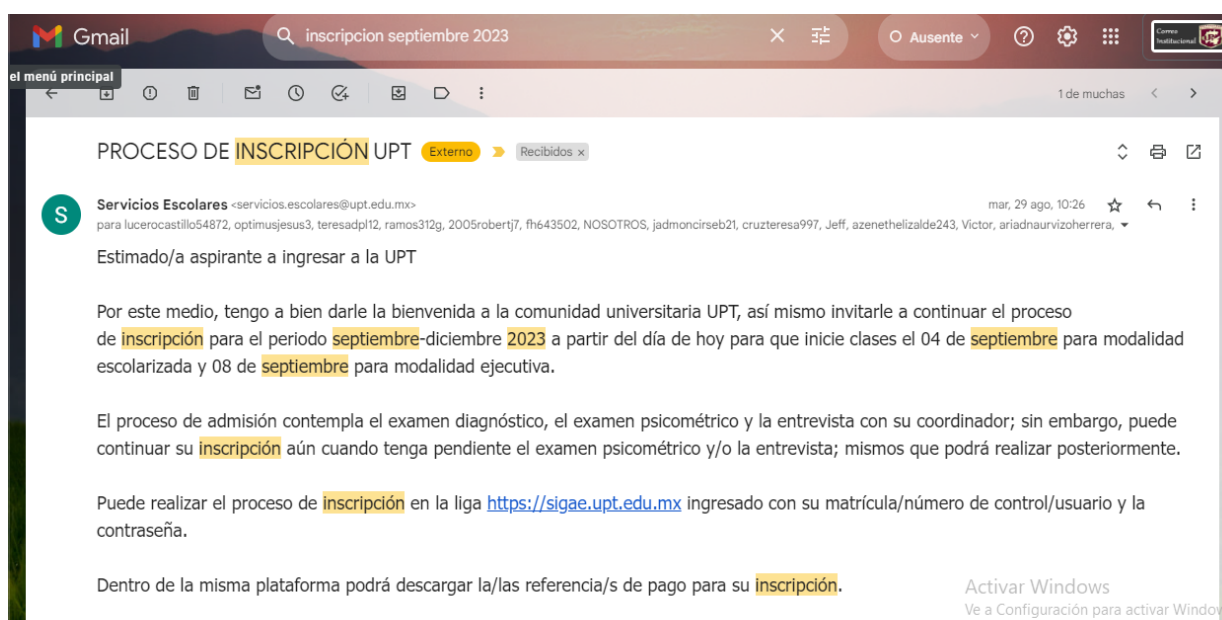 Gmail
inscripcion septiembre 2023
Ausente
Correo
Institucional
el menú principal
1 de muchas
PROCESO DE INSCRIPCIÓN UPT Externo Recibidos x
S
Servicios Escolares <servicios.escolares@upt.edu.mx>
mar, 29 ago, 10:26
para lucerocastillo54872, optimusjesus3, teresadpl12, ramos312g, 2005robertj7, fh643502, NOSOTROS, jadmoncirseb21, cruzteresa997, Jeff, azenethelizalde243, Victor, ariadnaurvizoherrera,
Estimado/a aspirante a ingresar a la UPT
Por este medio, tengo a bien darle la bienvenida a la comunidad universitaria UPT, así mismo invitarle a continuar el proceso
de inscripción para el periodo septiembre-diciembre 2023 a partir del día de hoy para que inicie clases el 04 de septiembre para modalidad
escolarizada y 08 de septiembre para modalidad ejecutiva.
El proceso de admisión contempla el examen diagnóstico, el examen psicométrico y la entrevista con su coordinador; sin embargo, puede
continuar su inscripción aún cuando tenga pendiente el examen psicométrico y/o la entrevista; mismos que podrá realizar posteriormente.
Puede realizar el proceso de inscripción en la liga https://sigae.upt.edu.mx ingresado con su matrícula/número de control/usuario y la
contraseña.
Dentro de la misma plataforma podrá descargar la/las referencia/s de pago para su inscripción.
Activar Windows
Ve a Configuración para activar Window